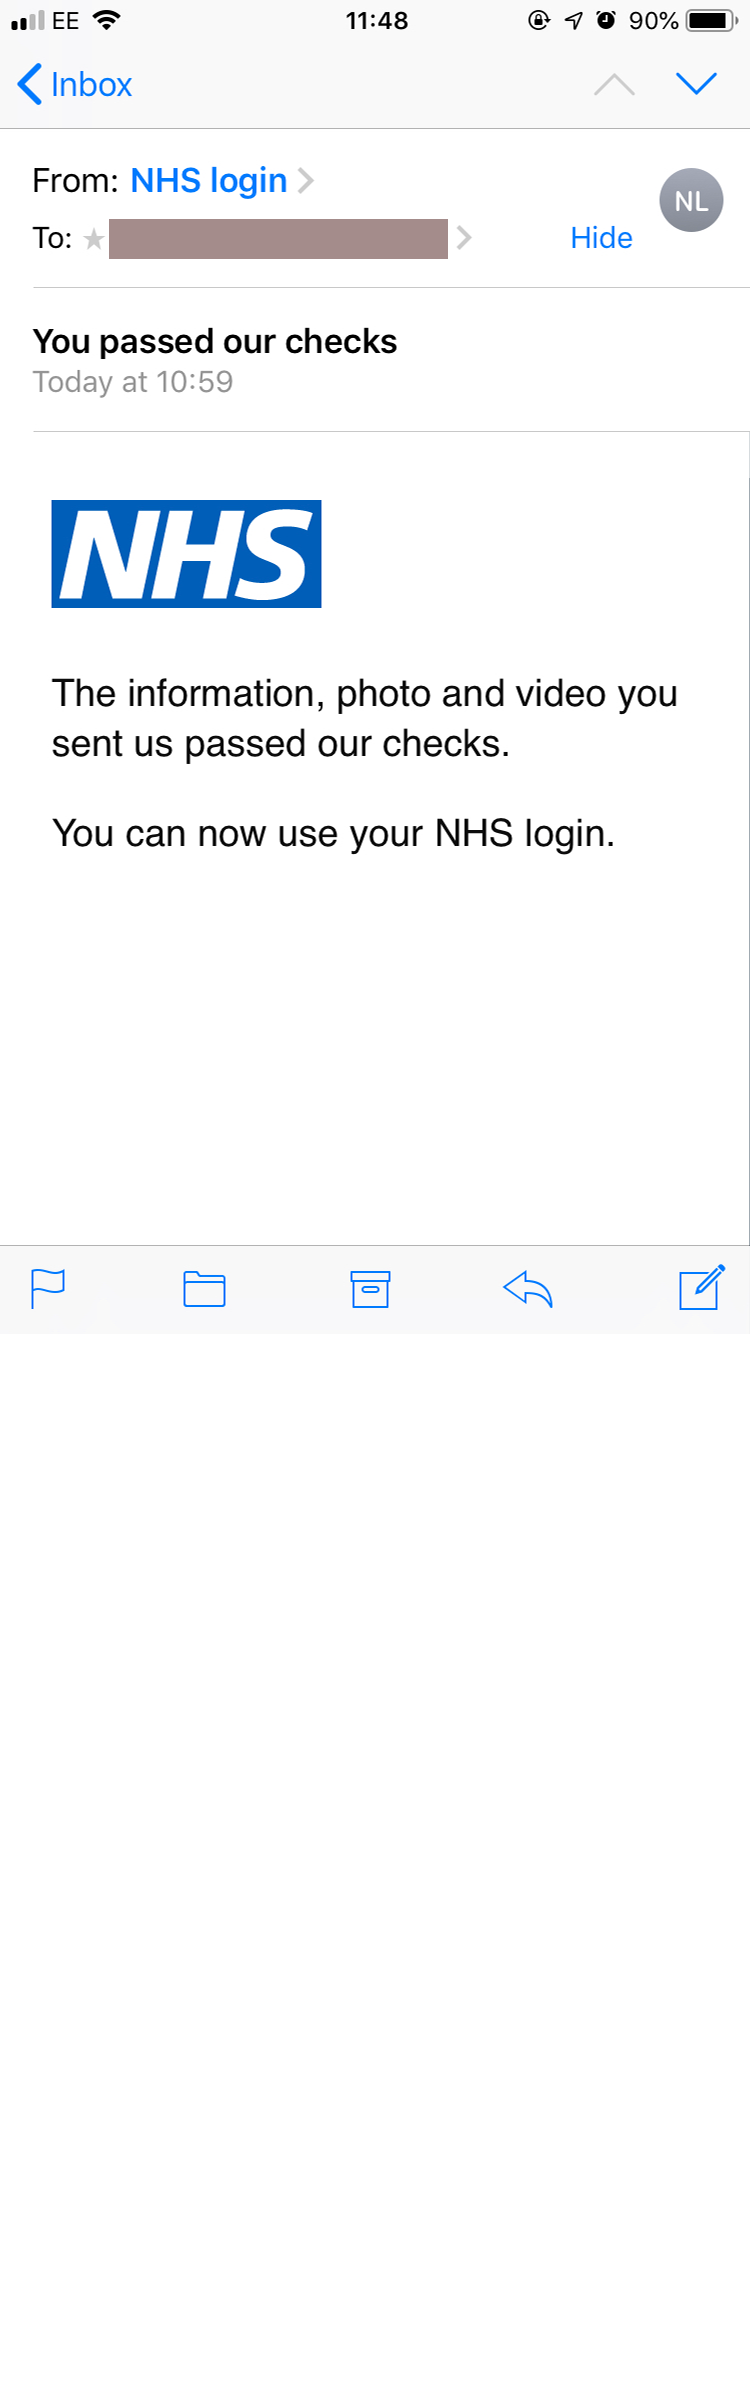 EE 11:48 90%
Inbox
From: NHS login
NL
To: Hide
You passed our checks
Today at 10:59
NHS
The information, photo and video you
sent us passed our checks.
You can now use your NHS login.